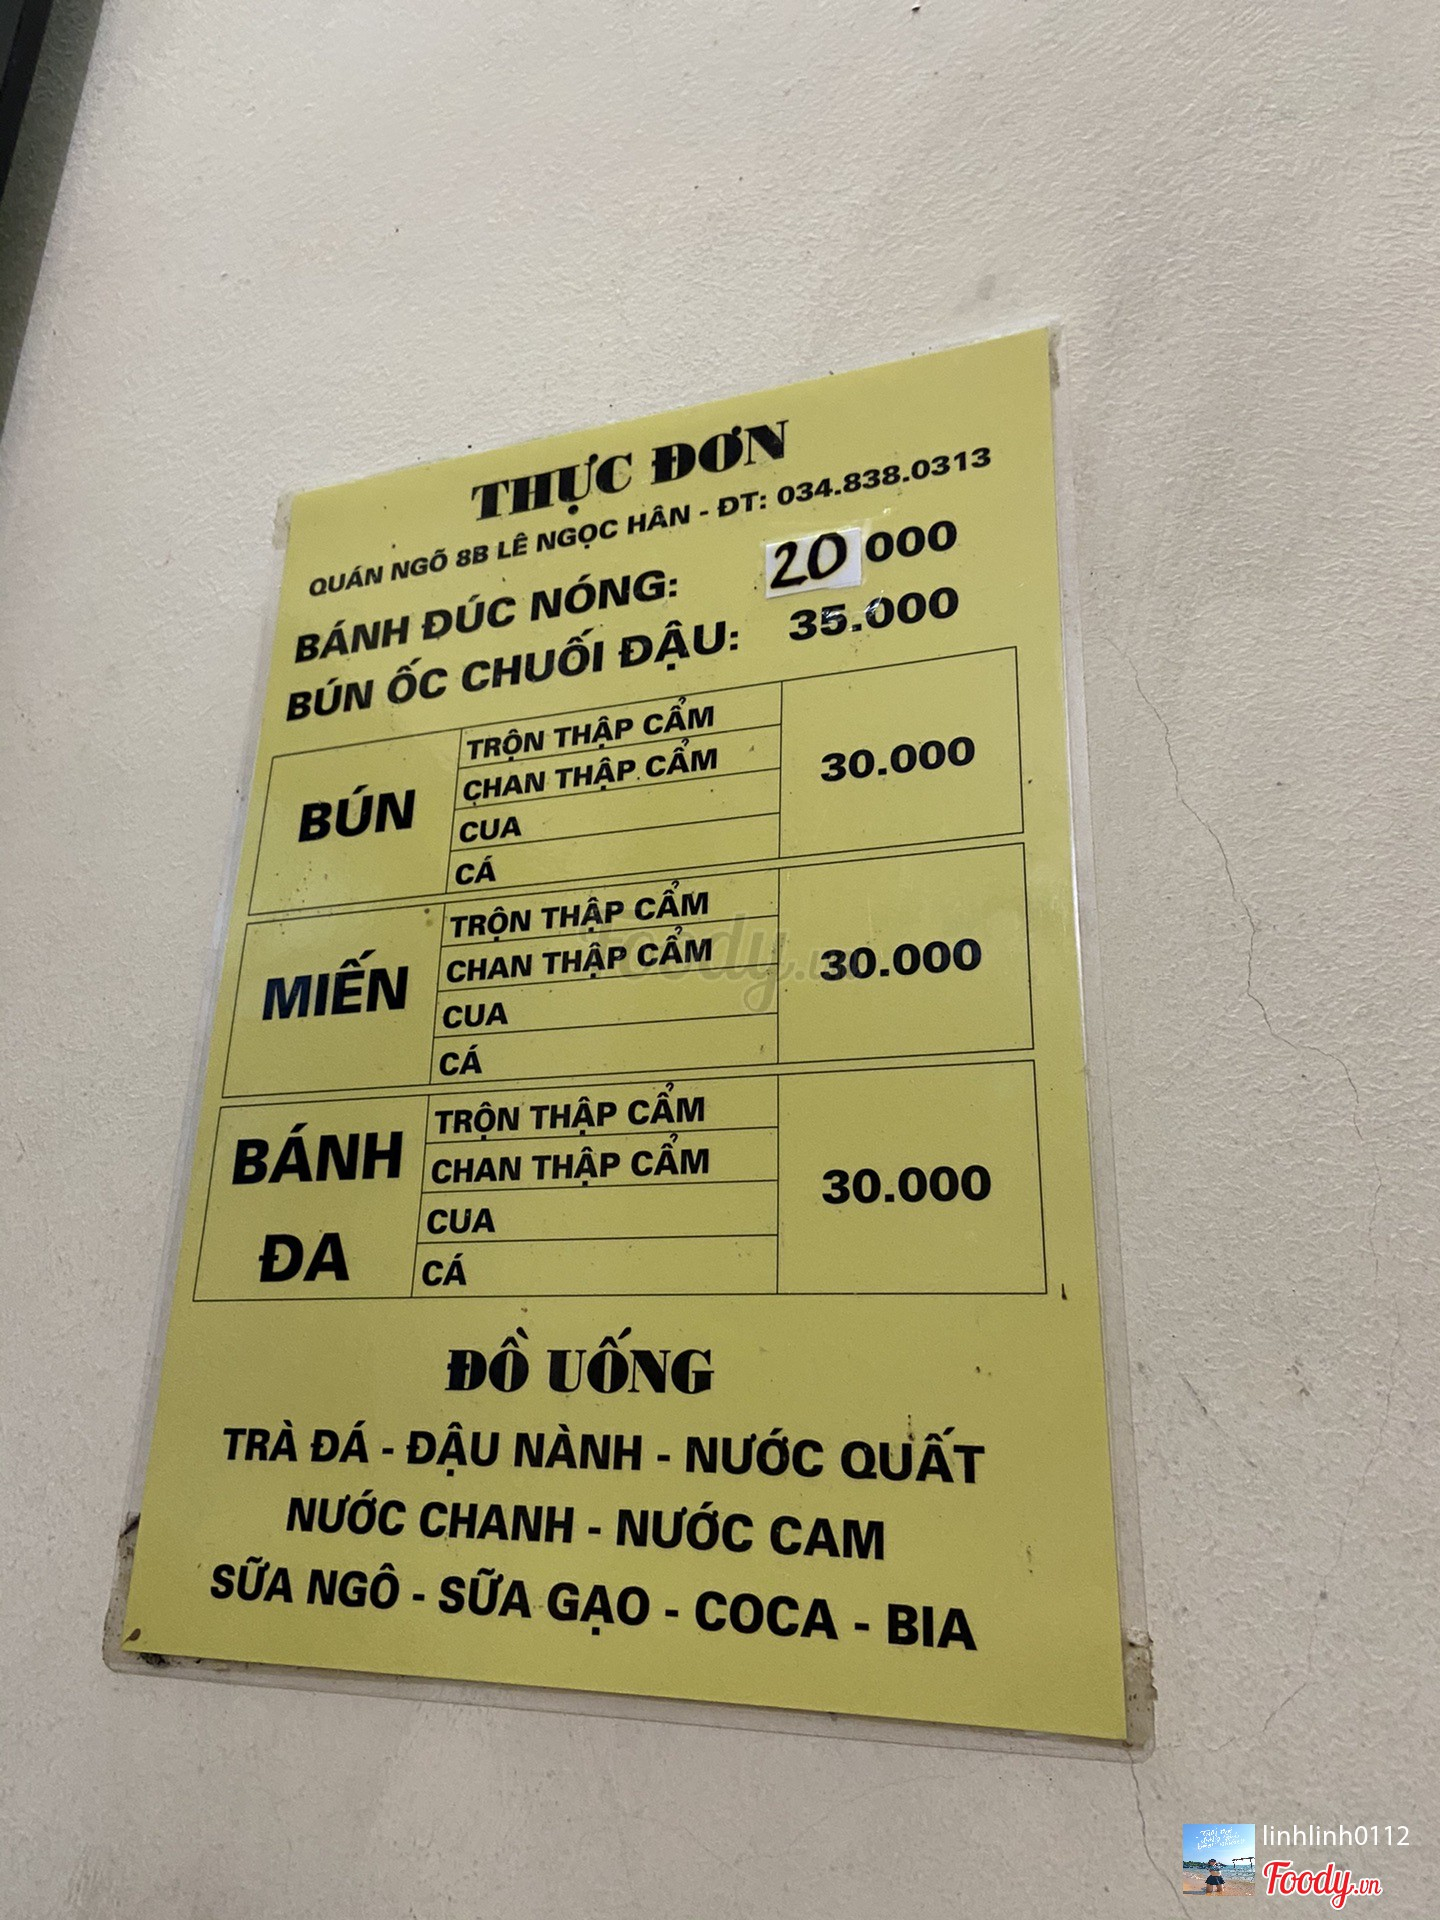 THỰC ĐƠN
QUÁN NGÕ 8B LÊ NGỌC HÂN - ĐT: 034.838.0313
BÁNH ĐÚC NÓNG: 20 000
BÚN ỐC CHUỐI ĐẬU: 35.000
BÚN
TRỘN THẬP CẨM
CHAN THẬP CẨM
CUA
CÁ
30.000
MIẾN
TRỘN THẬP CẨM
CHAN THẬP CẨM
CUA
CÁ
30.000
BÁNH
ĐA
TRỘN THẬP CẨM
CHAN THẬP CẨM
CUA
CÁ
30.000
ĐỒ UỐNG
TRÀ ĐÁ - ĐẬU NÀNH - NƯỚC QUẤT
NƯỚC CHANH - NƯỚC CAM
SỮA NGÔ - SỮA GẠO - COCA - BIA
Foody.vn
linhlinh0112
Foody.vn